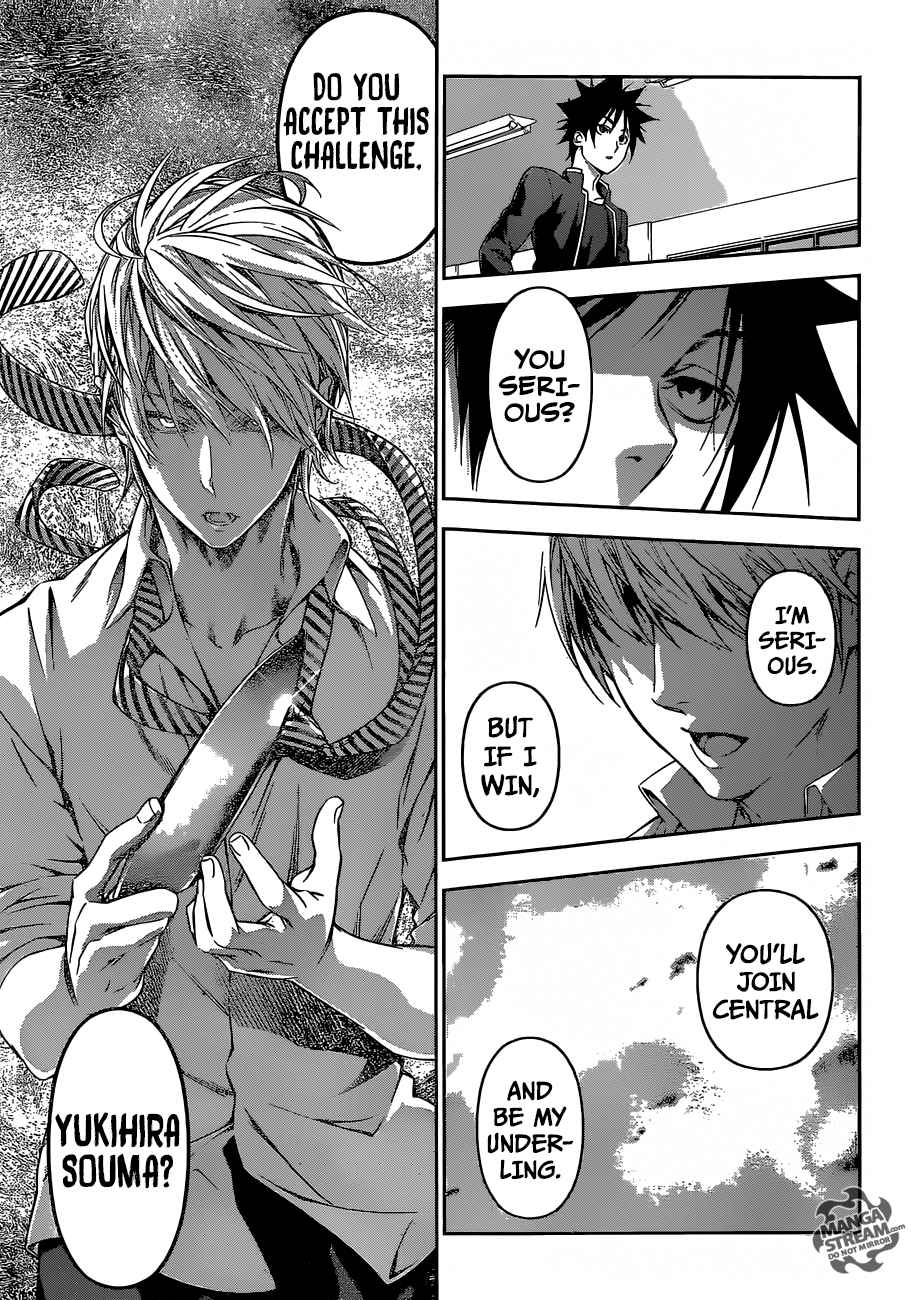 YOU
SERI-
OUS?
I'M
SERI-
OUS.
BUT
IF I
WIN,
YOU'LL
JOIN
CENTRAL
AND
BE MY
UNDER-
LING.
DO YOU
ACCEPT THIS
CHALLENGE,
YUKIHIRA
SOUMA?
MANGA
STREAM.com
DO NOT MIRROR